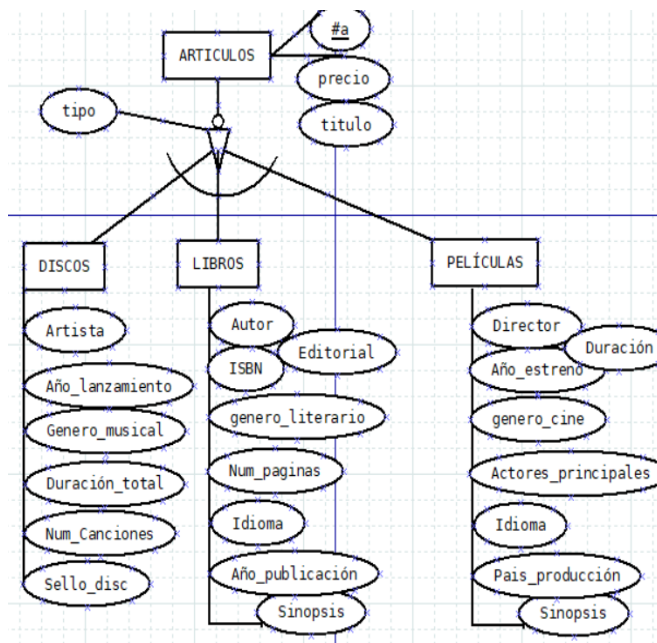 #a
ARTICULOS
precio
tipo
titulo
DISCOS
Artista
Año_lanzamiento
Genero_musical
Duración_total
Num_Canciones
Sello_disc
LIBROS
Autor
Editorial
ISBN
genero_literario
Num_paginas
Idioma
Año_publicación
Sinopsis
PELÍCULAS
Director
Duración
Año_estreno
genero_cine
Actores_principales
Idioma
Pais_producción
Sinopsis